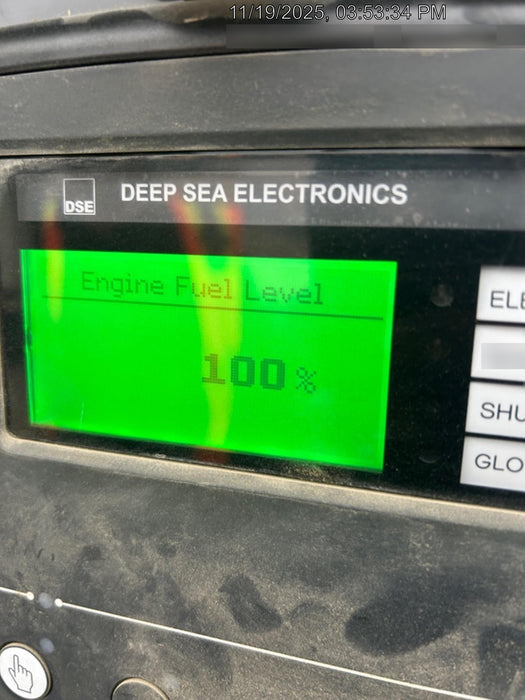 11/19/2025, 03:53:34 PM
DSE
DEEP SEA ELECTRONICS
Engine Fuel Level
100%
ELE
SHU
GLO